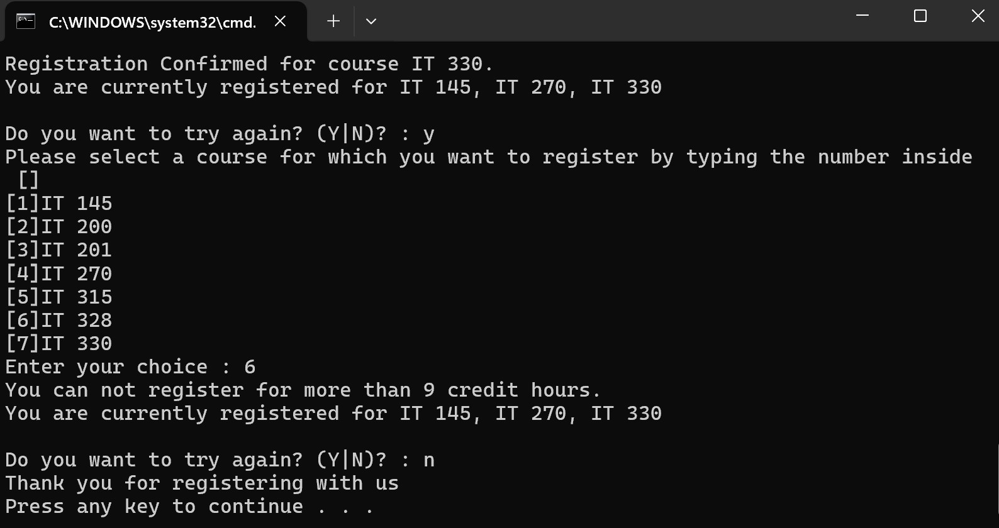 C:\WINDOWS\system32\cmd.
Registration Confirmed for course IT 330.
You are currently registered for IT 145, IT 270, IT 330
Do you want to try again? (Y|N)? : y
Please select a course for which you want to register by typing the number inside
[]
[1]IT 145
[2]IT 200
[3]IT 201
[4]IT 270
[5]IT 315
[6]IT 328
[7]IT 330
Enter your choice : 6
You can not register for more than 9 credit hours.
You are currently registered for IT 145, IT 270, IT 330
Do you want to try again? (Y|N)? : n
Thank you for registering with us
Press any key to continue . . .